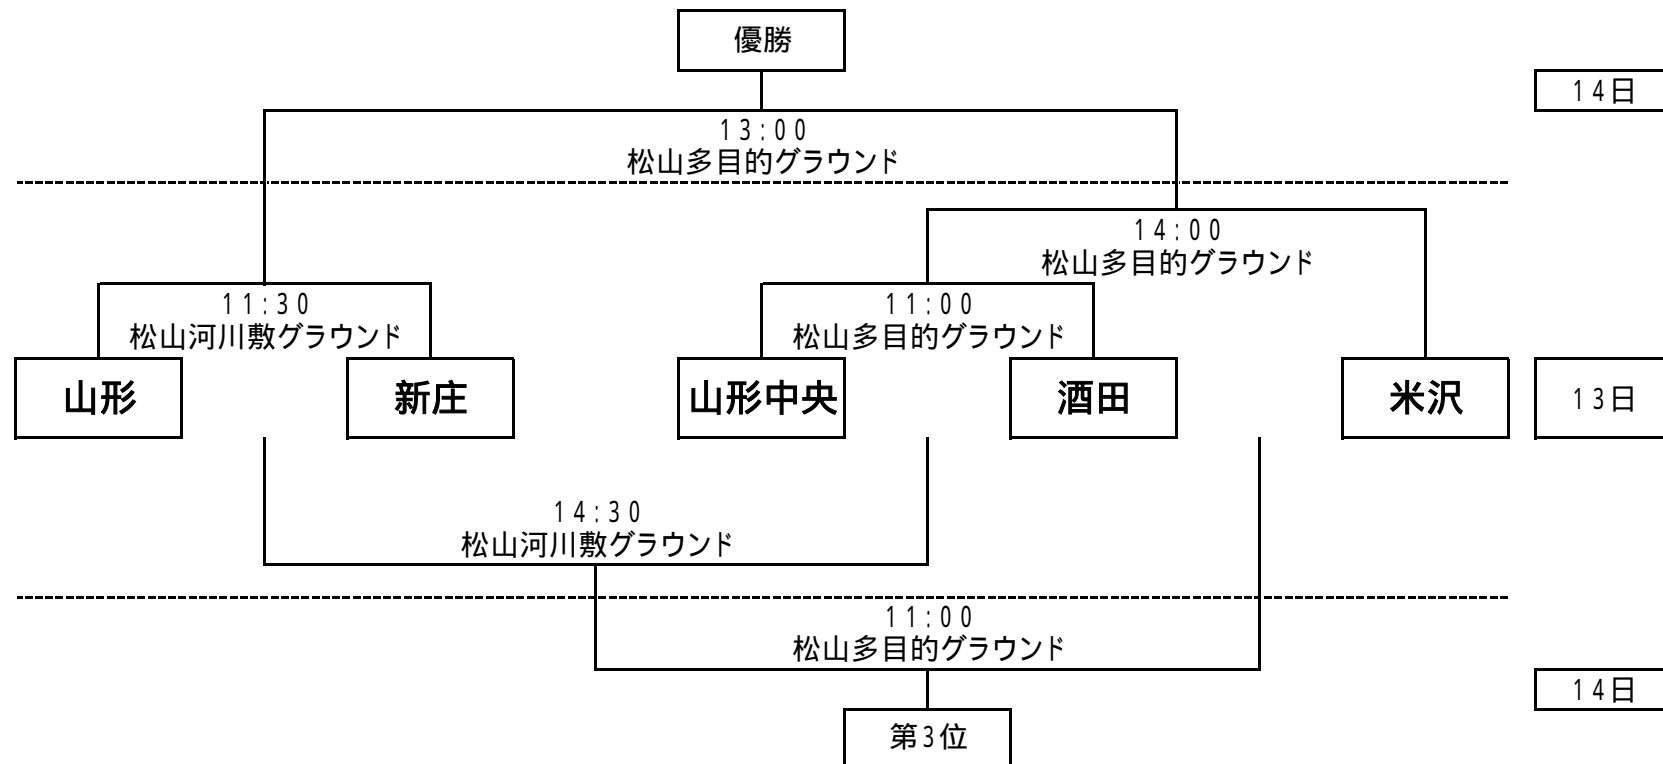 優勝
14日
13:00
松山多目的グラウンド
14:00
松山多目的グラウンド
11:30
松山河川敷グラウンド
11:00
松山多目的グラウンド
山形
新庄
山形中央
酒田
米沢
13日
14:30
松山河川敷グラウンド
11:00
松山多目的グラウンド
14日
第3位